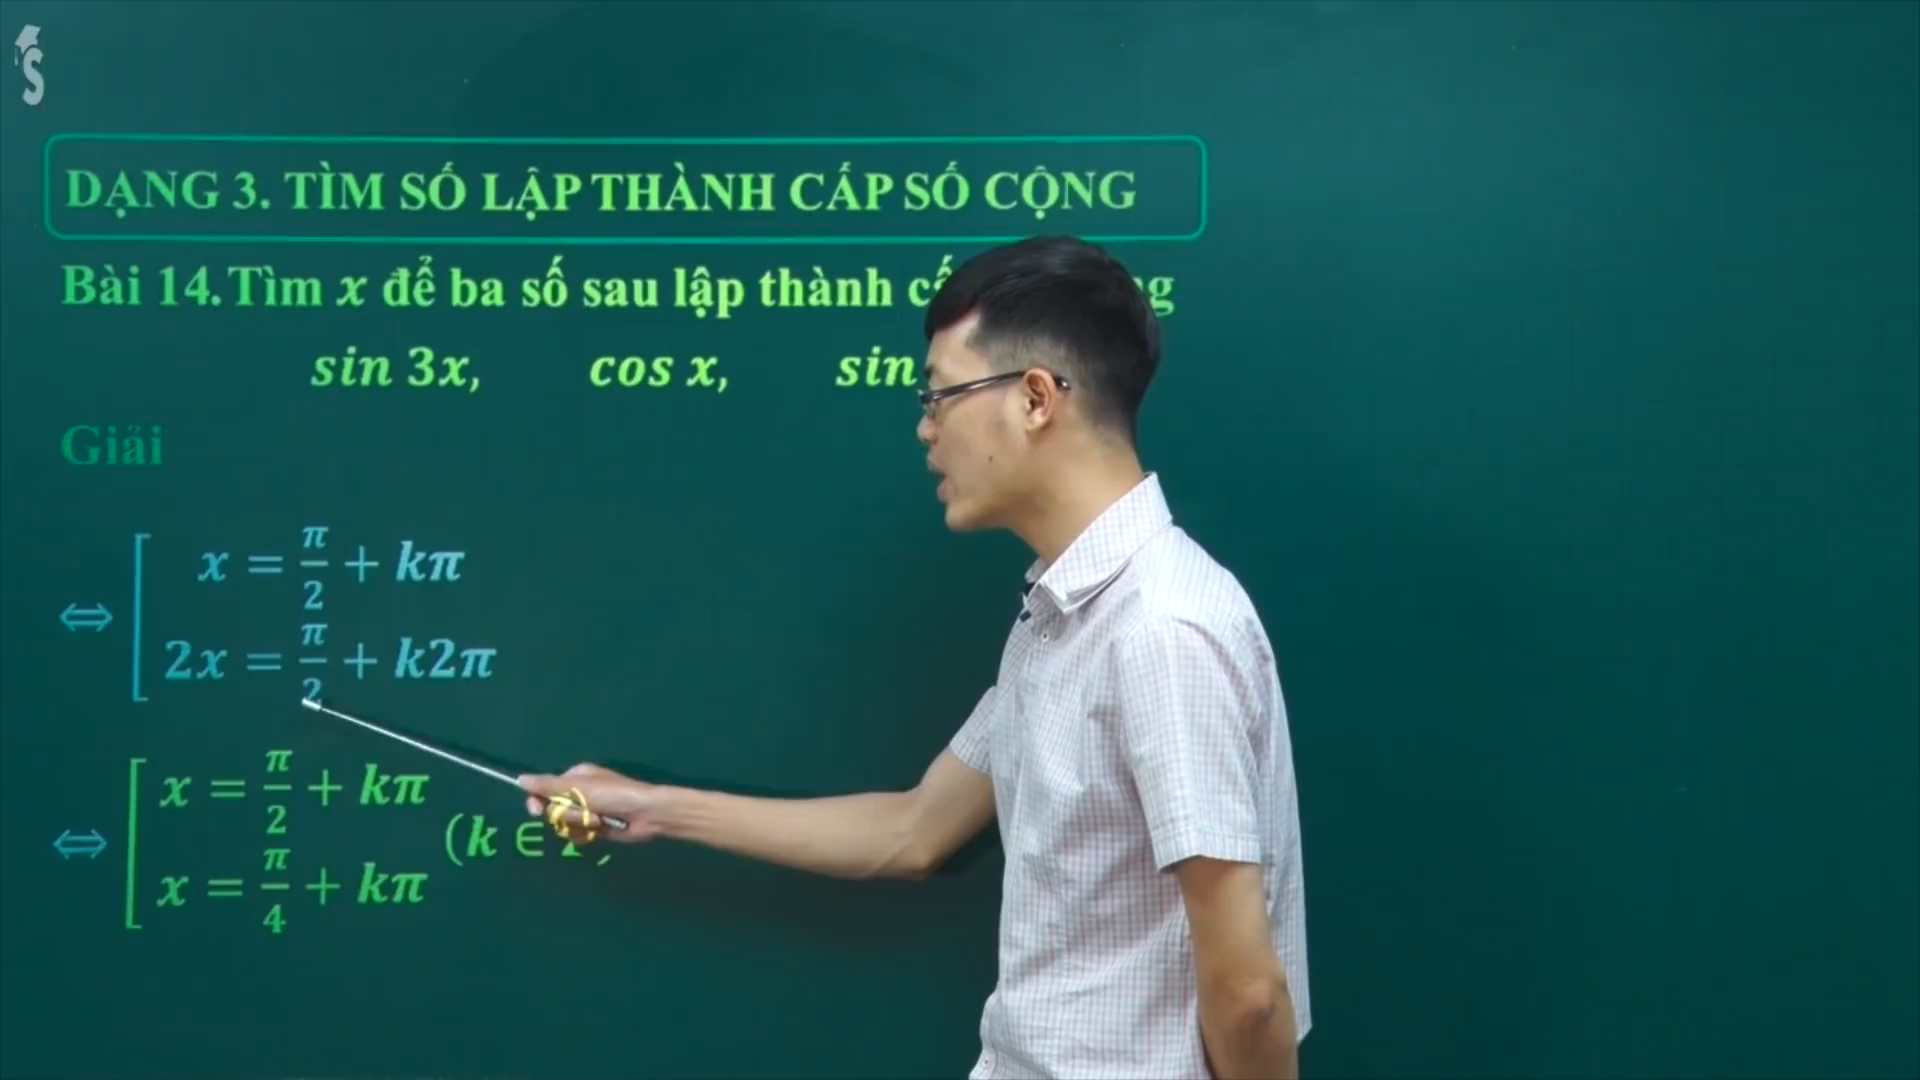 S
DẠNG 3. TÌM SỐ LẬP THÀNH CẤP SỐ CỘNG
Bài 14. Tìm x để ba số sau lập thành
sin 3x, cos x, sin
Giải
⇔ [ x = π/2 + kπ
2x = π/2 + k2π
⇔ [ x = π/2 + kπ
(k ∈
x = π/4 + kπ